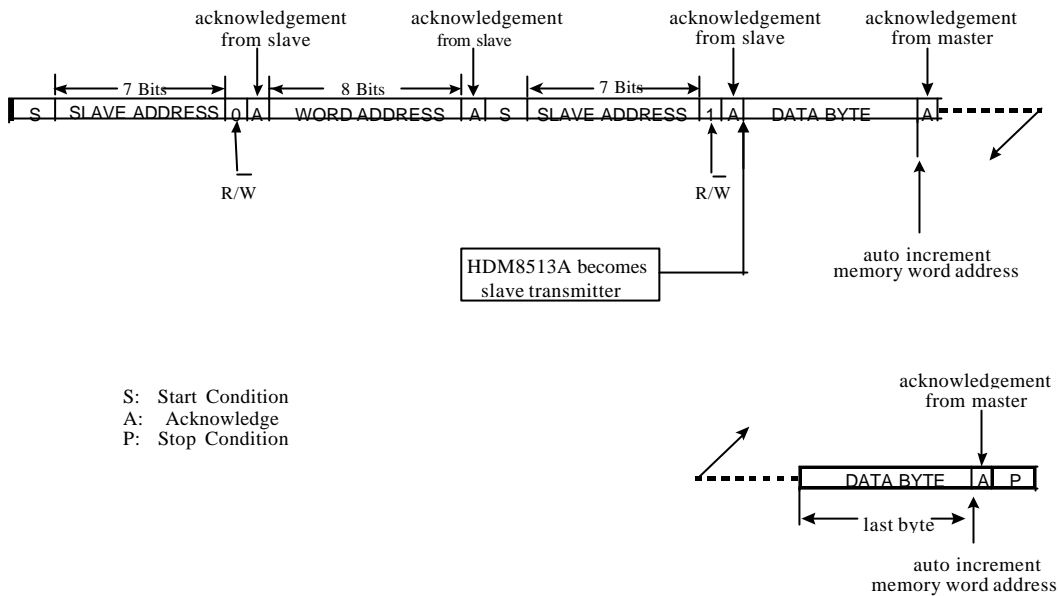 acknowledgement
from slave
acknowledgement
from slave
acknowledgement
from slave
acknowledgement
from master
7 Bits
8 Bits
7 Bits
S SLAVE ADDRESS 0 A WORD ADDRESS A S SLAVE ADDRESS 1 A DATA BYTE A
R/W
R/W
HDM8513A becomes
slave transmitter
auto increment
memory word address
S: Start Condition
A: Acknowledge
P: Stop Condition
acknowledgement
from master
DATA BYTE A P
last byte
auto increment
memory word address